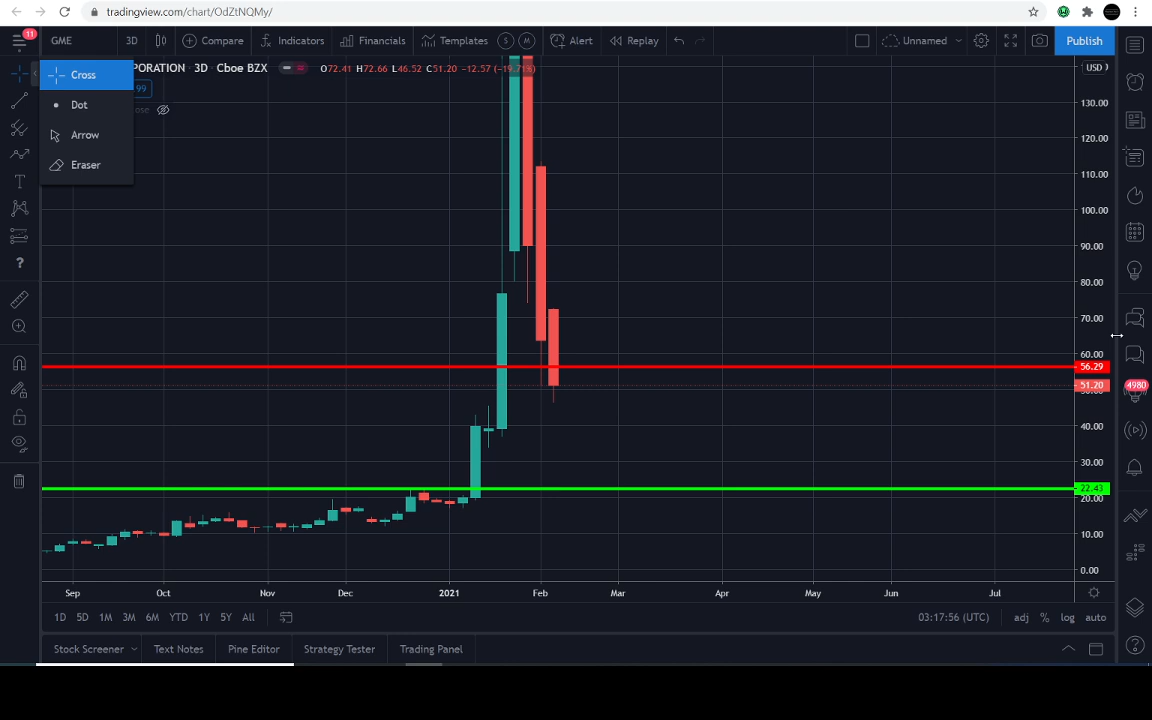 tradingview.com/chart/OdZtNQMy/
11
GME
3D
Compare
Indicators
Financials
Templates
S
M
Alert
Replay
Unnamed
Publish
Cross
Dot
Arrow
Eraser
PORATION · 3D · Cboe BZX
O72.41 H72.66 L46.52 C51.20 −12.57 (−19.71%)
USD
130.00
120.00
110.00
100.00
90.00
80.00
70.00
60.00
56.29
51.20
40.00
30.00
22.43
20.00
10.00
0.00
4980
Sep Oct Nov Dec 2021 Feb Mar Apr May Jun Jul
1D 5D 1M 3M 6M YTD 1Y 5Y All
03:17:56 (UTC)
adj % log auto
Stock Screener
Text Notes
Pine Editor
Strategy Tester
Trading Panel